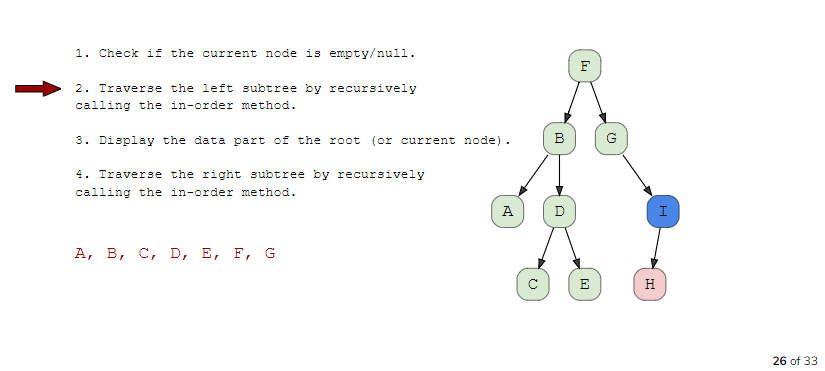 1. Check if the current node is empty/null.
2. Traverse the left subtree by recursively
calling the in-order method.
3. Display the data part of the root (or current node).
4. Traverse the right subtree by recursively
calling the in-order method.
A, B, C, D, E, F, G
F
B G
A D I
C E H
26 of 33